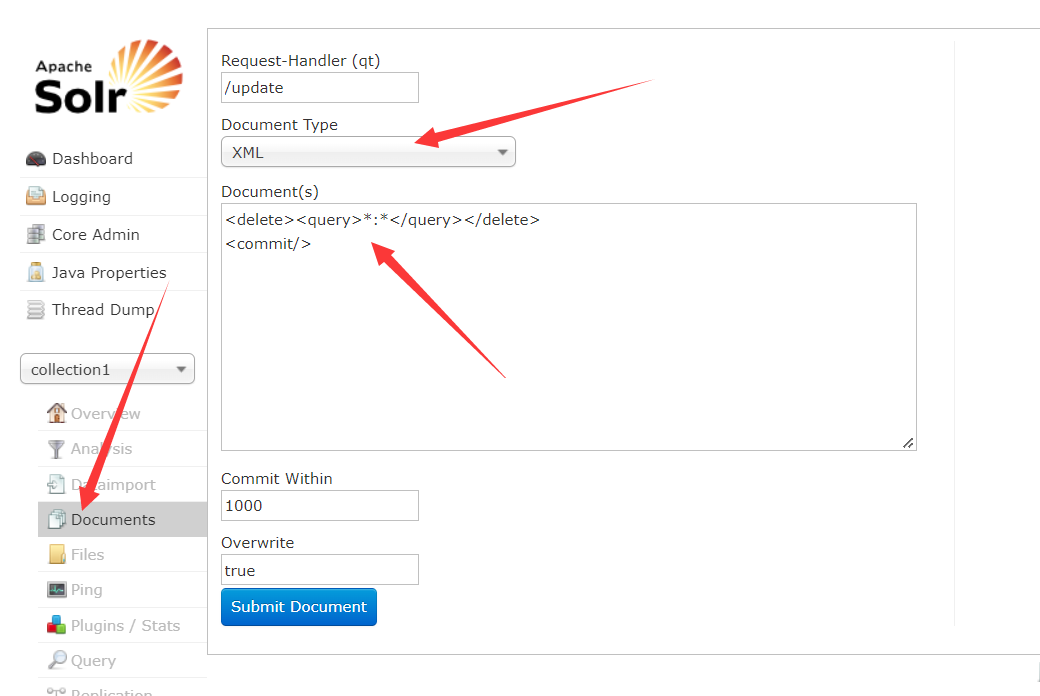 Apache
Solr
Dashboard
Logging
Core Admin
Java Properties
Thread Dump
collection1
Overview
Analysis
Dataimport
Documents
Files
Ping
Plugins / Stats
Query
Replication
Request-Handler (qt)
/update
Document Type
XML
Document(s)
<delete><query>*:*</query></delete>
<commit/>
Commit Within
1000
Overwrite
true
Submit Document